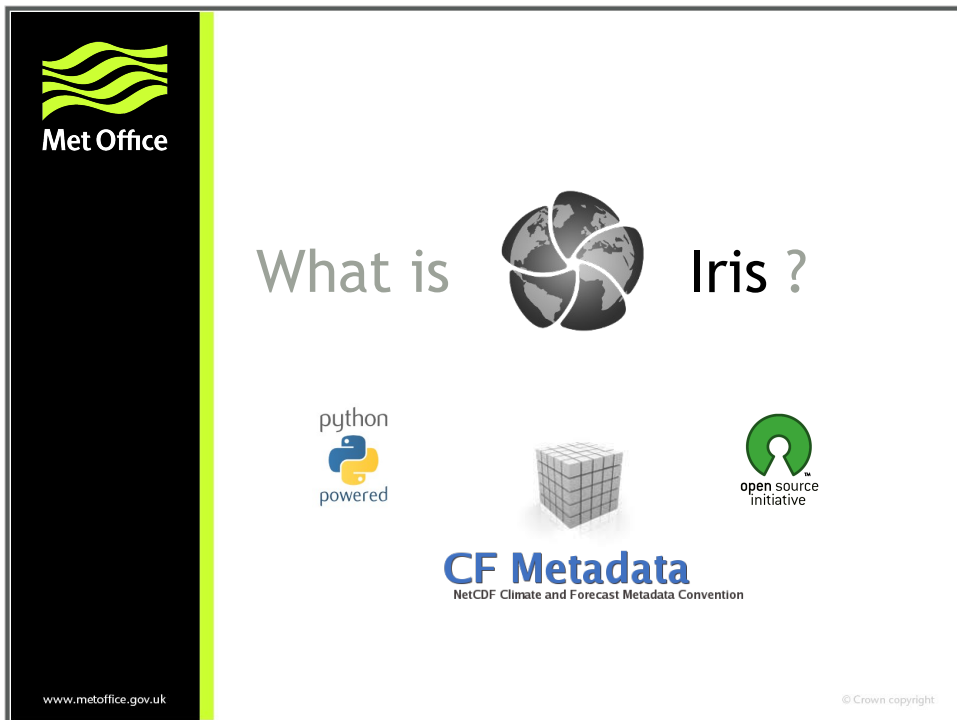 Met Office
What is Iris ?
python
powered
open source
initiative
™
CF Metadata
NetCDF Climate and Forecast Metadata Convention
www.metoffice.gov.uk
© Crown copyright